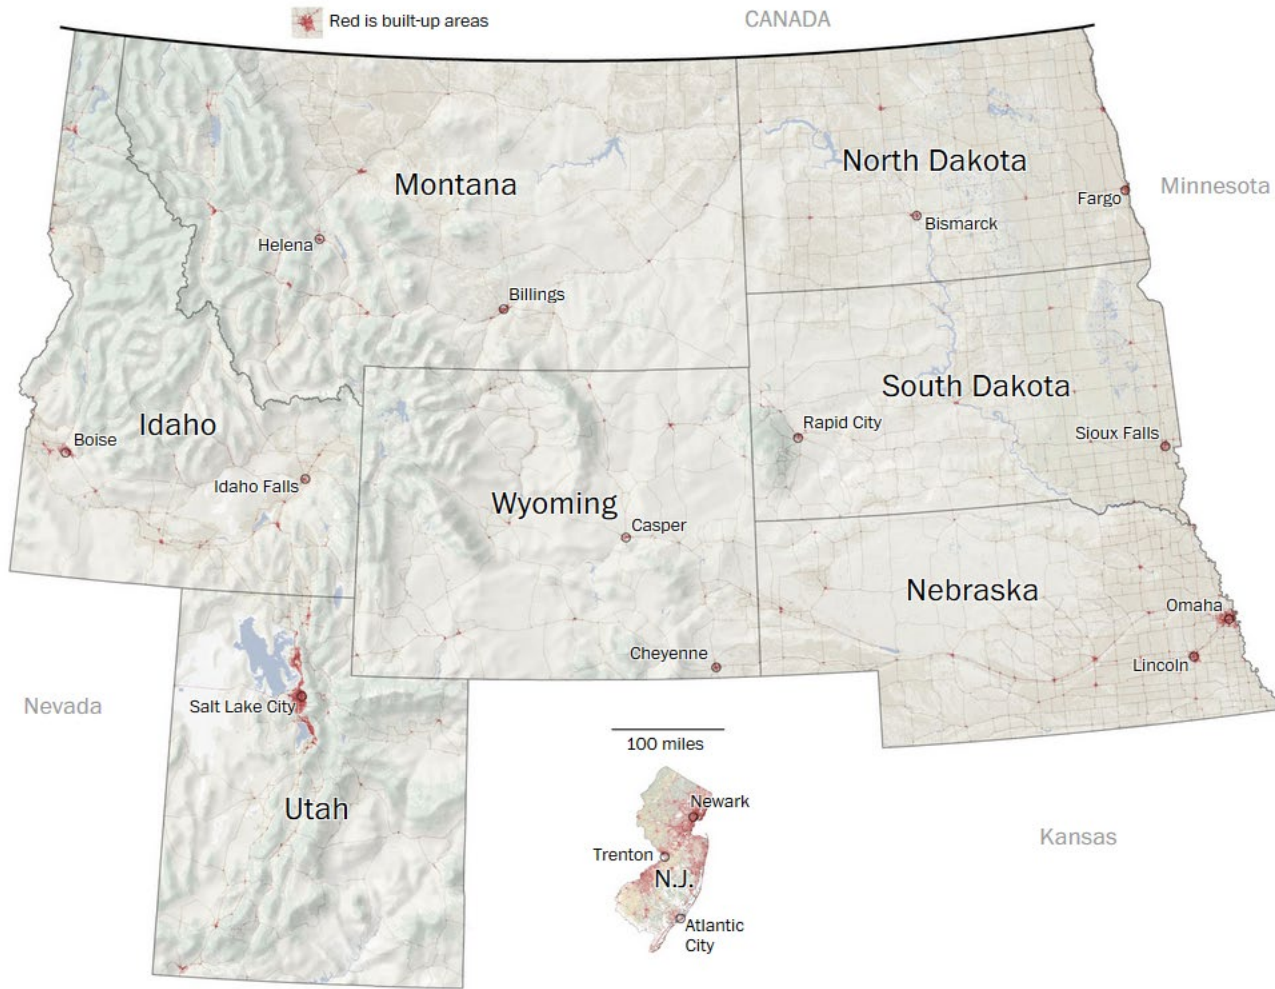 Red is built-up areas
CANADA
Montana
North Dakota
Minnesota
Fargo
Bismarck
Helena
Billings
South Dakota
Idaho
Rapid City
Boise
Sioux Falls
Idaho Falls
Wyoming
Casper
Nebraska
Omaha
Cheyenne
Lincoln
Nevada
Salt Lake City
100 miles
Utah
Newark
Kansas
Trenton
N.J.
Atlantic
City